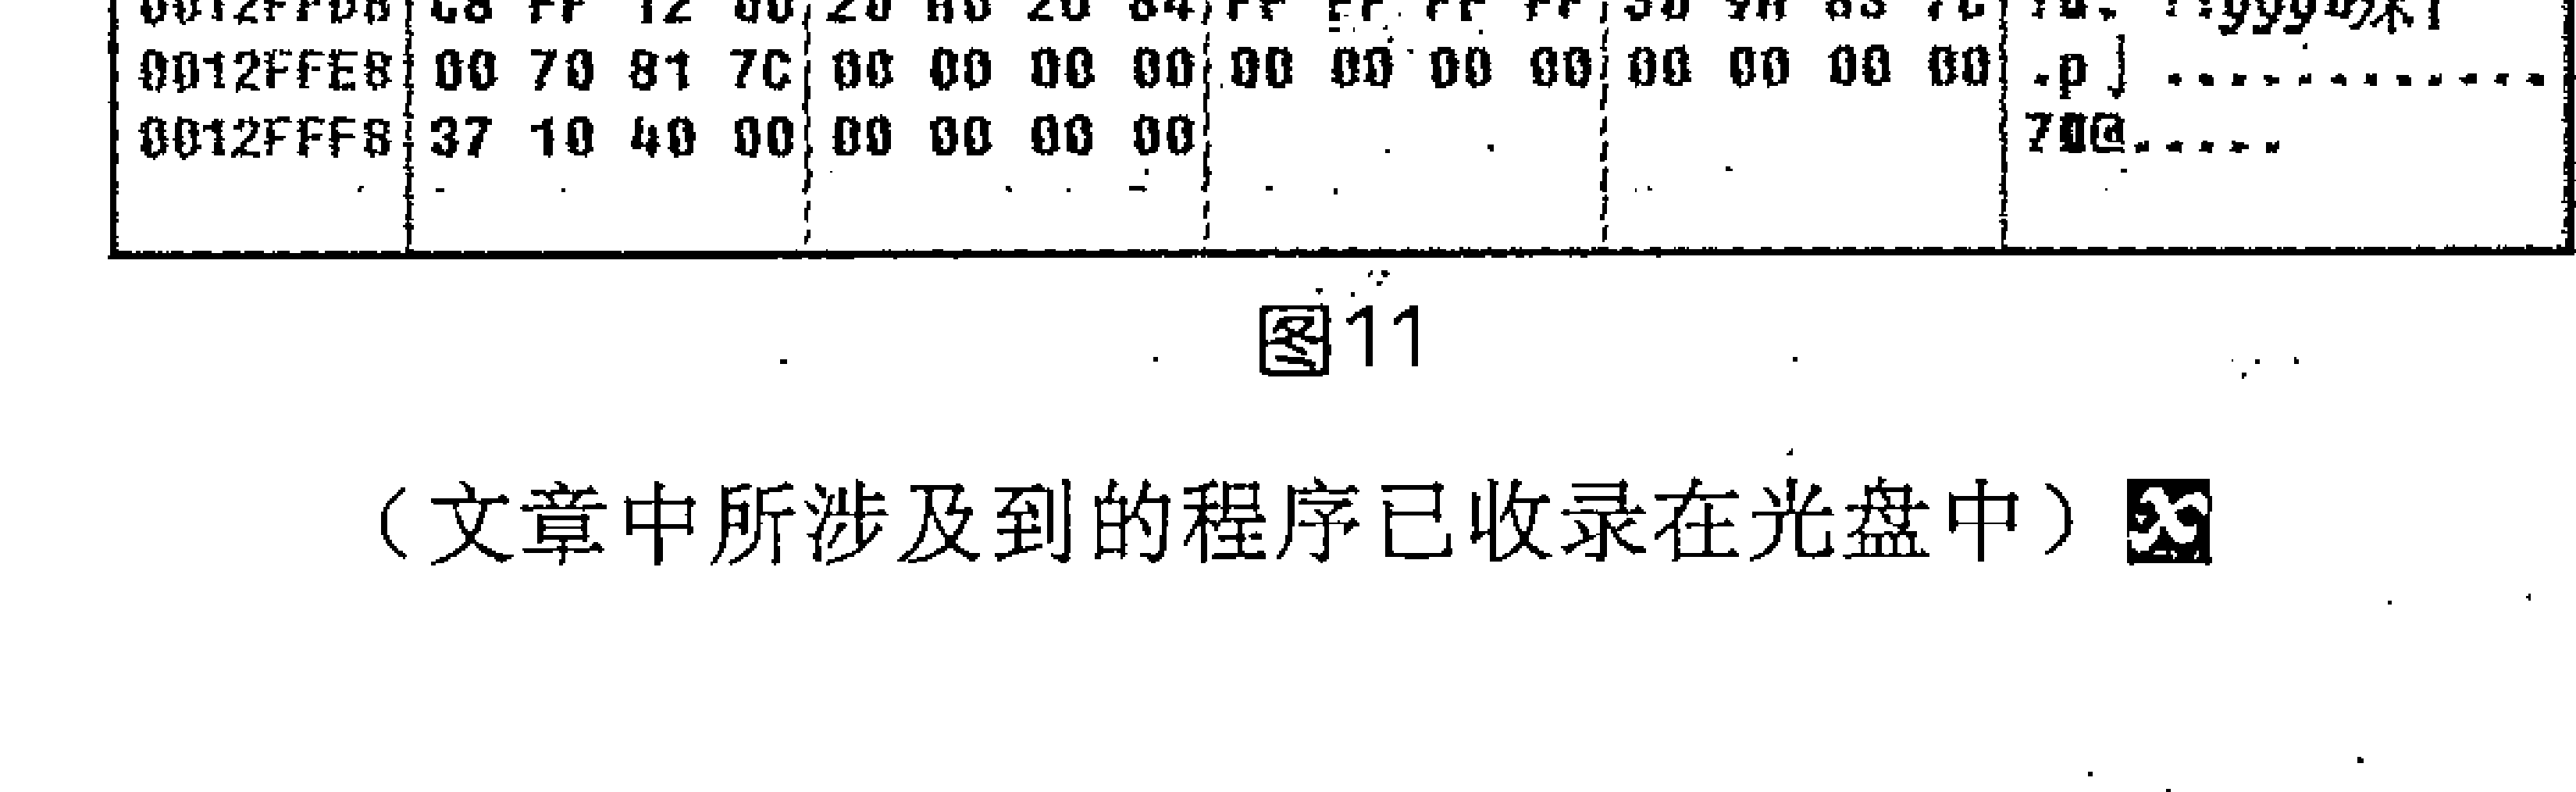 0012FFE8 00 70 81 7C 00 00 00 00 00 00 00 00 00 00 00 00 .p ............
0012FFF8 37 10 40 00 00 00 00 00 7 @.....
图11
（文章中所涉及到的程序已收录在光盘中）